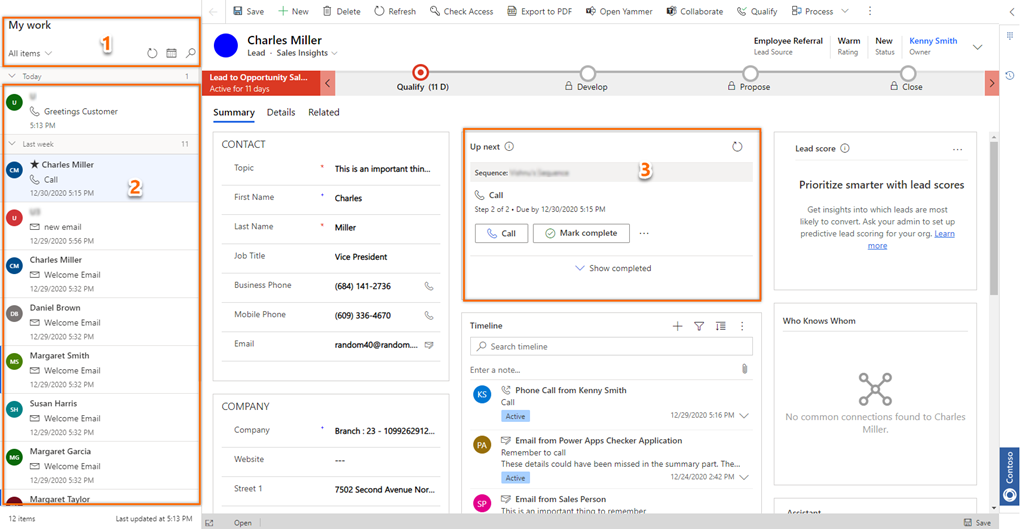 My work
1
All items
Today 1
U
Greetings Customer
5:13 PM
Last week 11
CM
★ Charles Miller
Call
12/30/2020 5:15 PM
2
U
new email
12/29/2020 5:56 PM
CM
Charles Miller
Welcome Email
12/29/2020 5:32 PM
DB
Daniel Brown
Welcome Email
12/29/2020 5:32 PM
MS
Margaret Smith
Welcome Email
12/29/2020 5:32 PM
SH
Susan Harris
Welcome Email
12/29/2020 5:32 PM
MG
Margaret Garcia
Welcome Email
12/29/2020 5:32 PM
Margaret Taylor
12 items Last updated at 5:13 PM
Save New Delete Refresh Check Access Export to PDF Open Yammer Collaborate Qualify Process
Charles Miller
Lead · Sales Insights
Employee Referral
Lead Source
Warm
Rating
New
Status
Kenny Smith
Owner
Lead to Opportunity Sal...
Active for 11 days
Qualify (11 D) Develop Propose Close
Summary Details Related
CONTACT
Topic * This is an important thin...
First Name * Charles
Last Name * Miller
Job Title Vice President
Business Phone (684) 141-2736
Mobile Phone (609) 336-4670
Email random40@random....
COMPANY
Company + Branch : 23 - 1099262912...
Website ---
Street 1 7502 Second Avenue Nor...
Up next
3
Sequence:
Call
Step 2 of 2 • Due by 12/30/2020 5:15 PM
Call Mark complete ...
Show completed
Timeline
Search timeline
Enter a note...
KS
Phone Call from Kenny Smith
Call
Active 12/29/2020 5:16 PM
PA
Email from Power Apps Checker Application
Remember to call
These details could have been missed in the summary part. The...
Active 12/24/2020 2:42 PM
SP
Email from Sales Person
This is an important thing to remember
Lead score ...
Prioritize smarter with lead scores
Get insights into which leads are most
likely to convert. Ask your admin to set up
predictive lead scoring for your org. Learn
more
Who Knows Whom
No common connections found to Charles
Miller.
Assistant
Contoso
Open Save